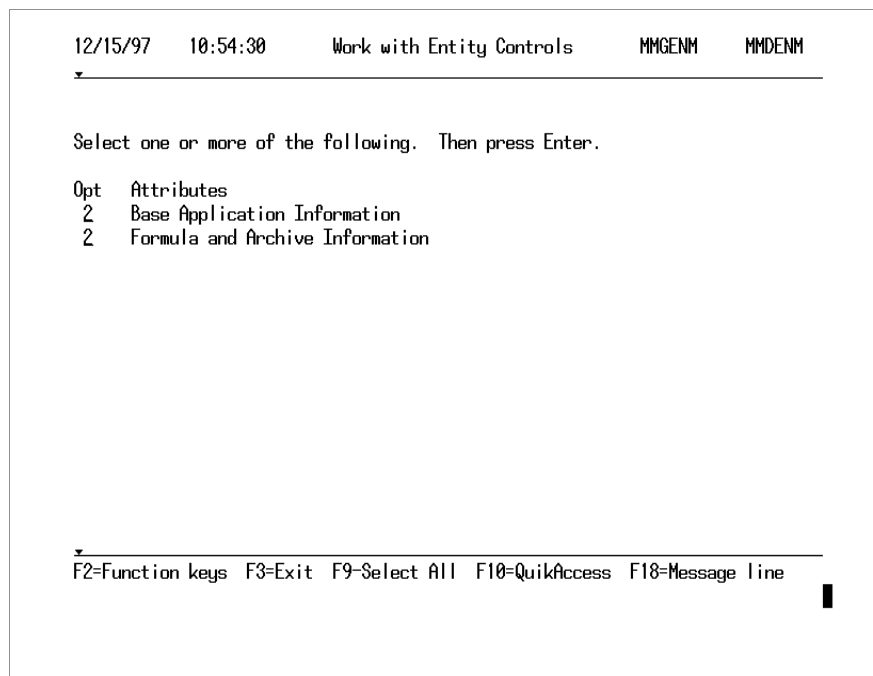 12/15/97 10:54:30 Work with Entity Controls MMGENM MMDENM
Select one or more of the following. Then press Enter.
Opt Attributes
2 Base Application Information
2 Formula and Archive Information
F2=Function keys F3=Exit F9-Select All F10=QuikAccess F18=Message line